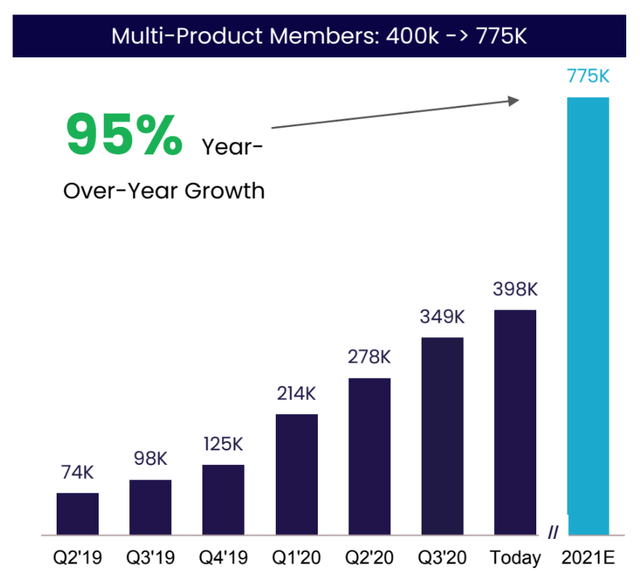 Multi-Product Members: 400k -> 775K
775K
95% Year-
Over-Year Growth
398K
349K
278K
214K
125K
98K
74K
//
Q2'19 Q3'19 Q4'19 Q1'20 Q2'20 Q3'20 Today 2021E